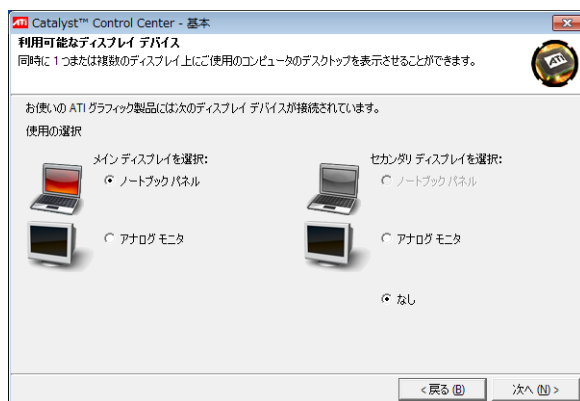 ATI Catalyst™ Control Center - 基本
利用可能なディスプレイ デバイス
同時に１つまたは複数のディスプレイ上にご使用のコンピュータのデスクトップを表示させることができます。
ATI
お使いの ATI グラフィック製品には次のディスプレイ デバイスが接続されています。
使用の選択
メイン ディスプレイを選択:
ノートブック パネル
アナログ モニタ
セカンダリ ディスプレイを選択:
ノートブック パネル
アナログ モニタ
なし
< 戻る (B)
次へ (N) >